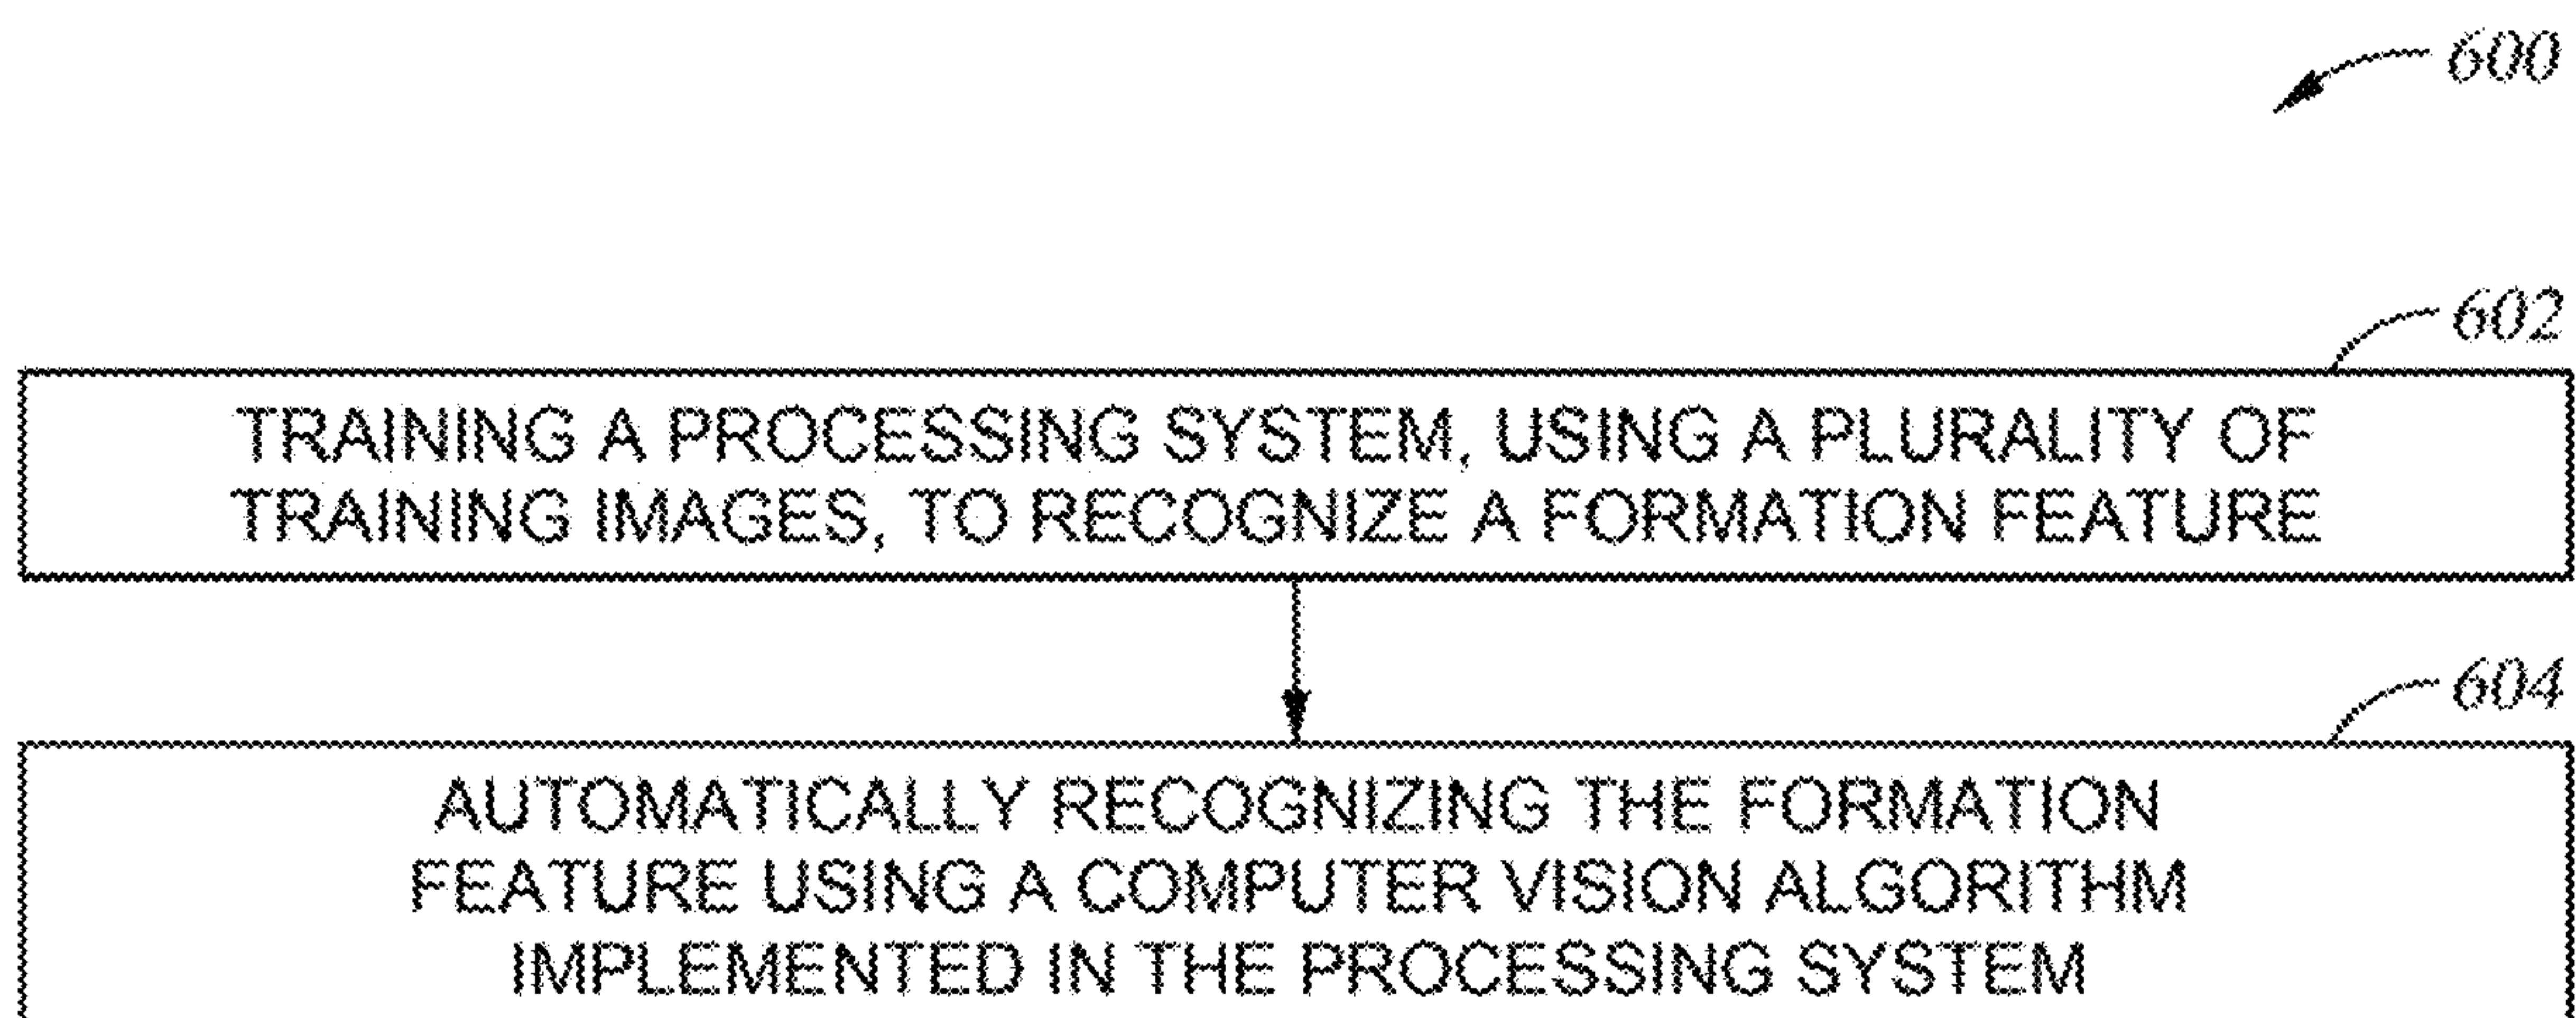 600
602
TRAINING A PROCESSING SYSTEM, USING A PLURALITY OF
TRAINING IMAGES, TO RECOGNIZE A FORMATION FEATURE
604
AUTOMATICALLY RECOGNIZING THE FORMATION
FEATURE USING A COMPUTER VISION ALGORITHM
IMPLEMENTED IN THE PROCESSING SYSTEM